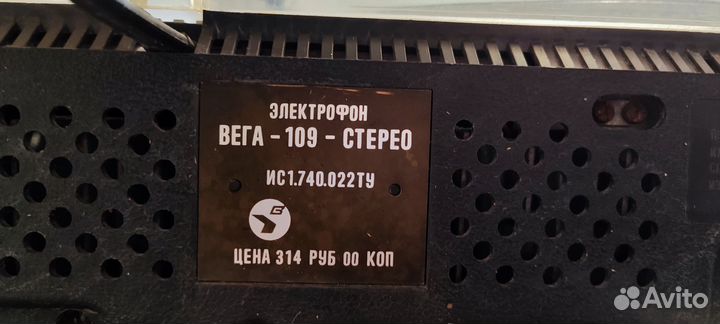 ЭЛЕКТРОФОН
ВЕГА - 109 - СТЕРЕО
ИС1.740.022ТУ
ЦЕНА 314 РУБ 00 КОП
Avito